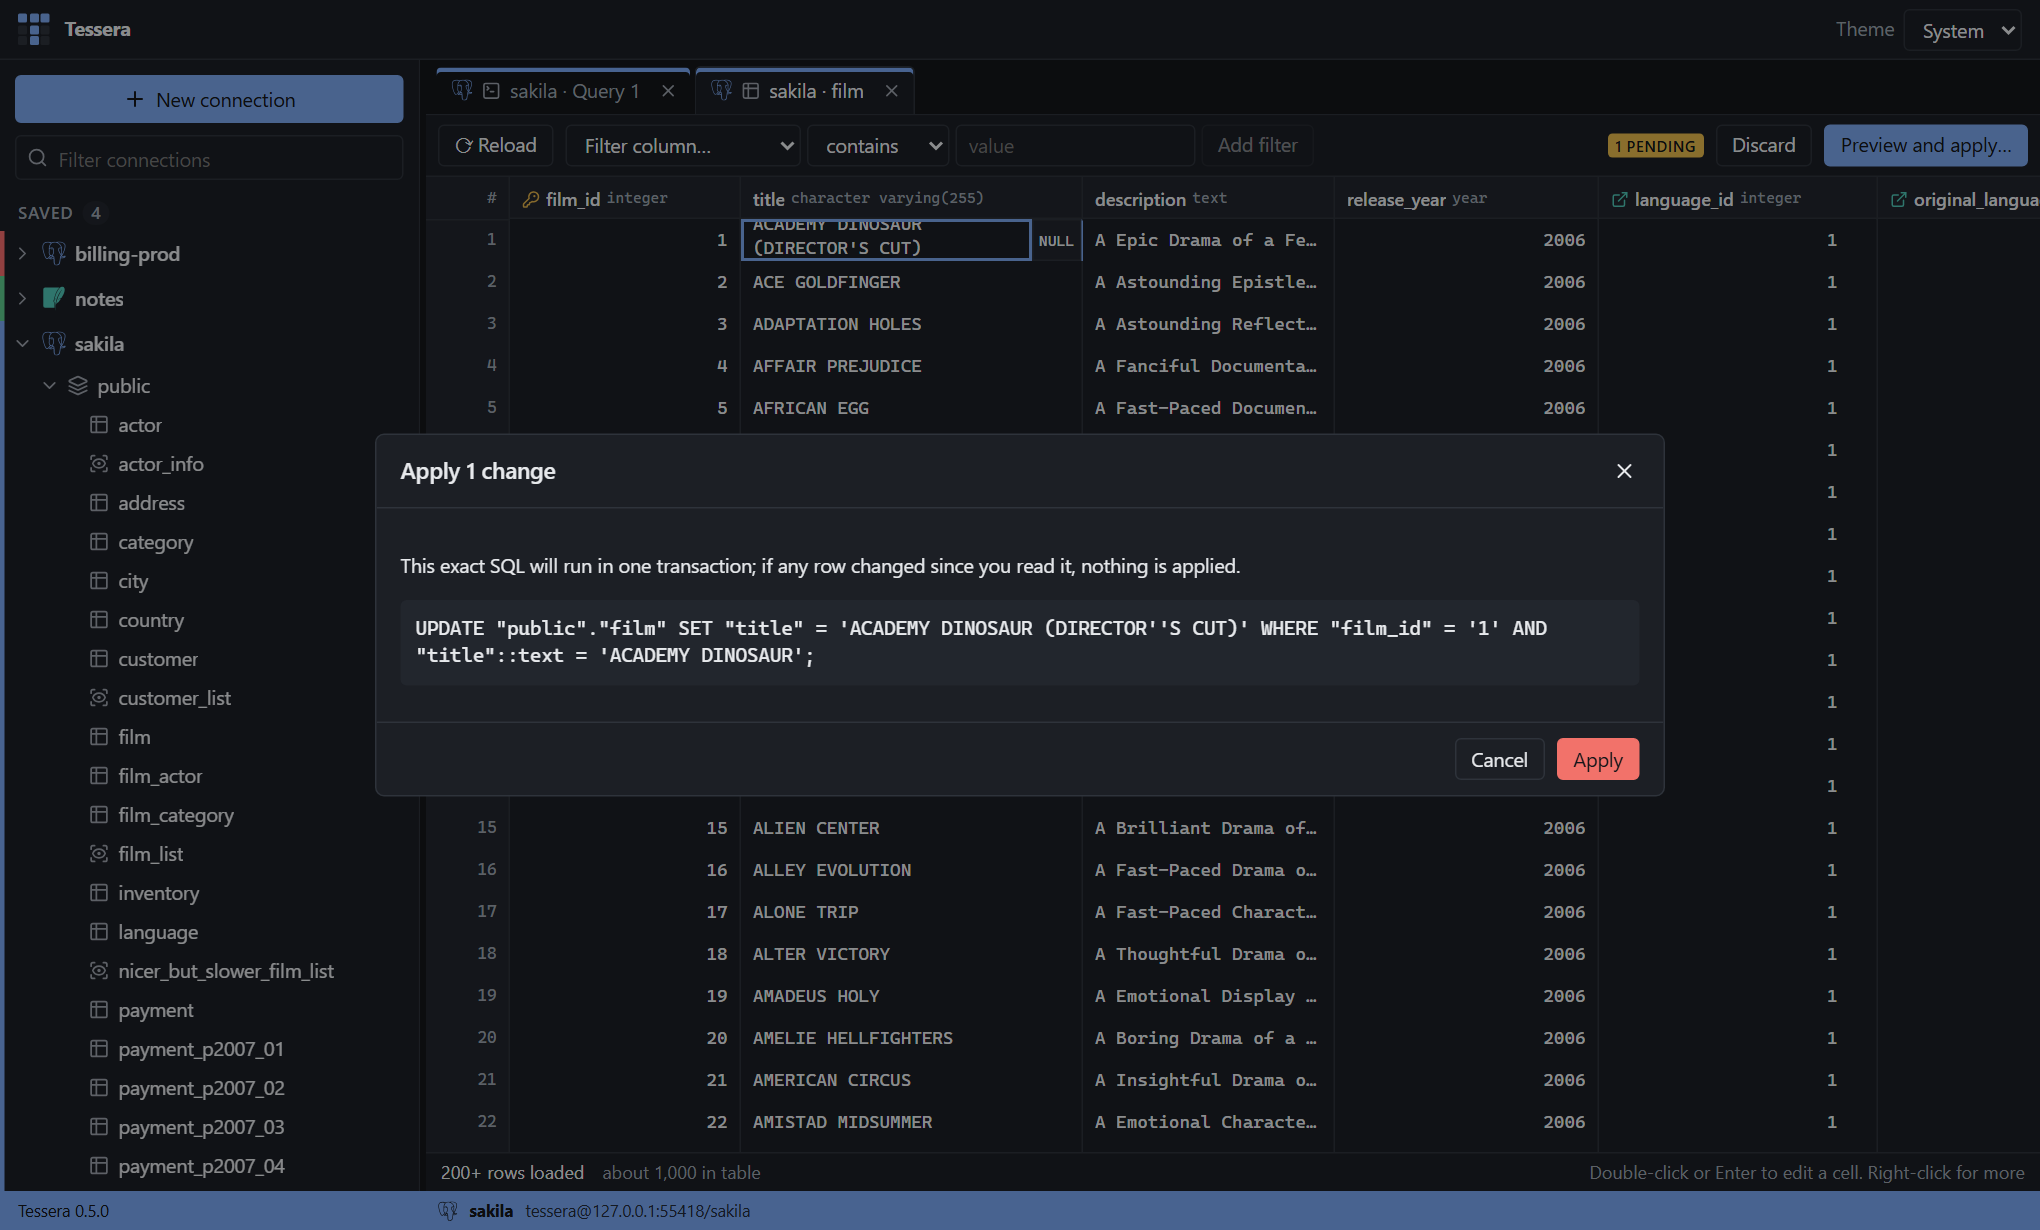 Tessera
Theme
System
New connection
Filter connections
SAVED 4
billing-prod
notes
sakila
public
actor
actor_info
address
category
city
country
customer
customer_list
film
film_actor
film_category
film_list
inventory
language
nicer_but_slower_film_list
payment
payment_p2007_01
payment_p2007_02
payment_p2007_03
payment_p2007_04
sakila · Query 1
sakila · film
Reload
Filter column...
contains
value
Add filter
1 PENDING
Discard
Preview and apply...
# film_id integer title character varying(255) description text release_year year language_id integer original_langua
1 1 ACADEMY DINOSAUR
(DIRECTOR'S CUT) NULL A Epic Drama of a Fe… 2006 1
2 2 ACE GOLDFINGER A Astounding Epistle… 2006 1
3 3 ADAPTATION HOLES A Astounding Reflect… 2006 1
4 4 AFFAIR PREJUDICE A Fanciful Documenta… 2006 1
5 5 AFRICAN EGG A Fast-Paced Documen… 2006 1
1
1
1
1
1
1
1
1
1
Apply 1 change
This exact SQL will run in one transaction; if any row changed since you read it, nothing is applied.
UPDATE "public"."film" SET "title" = 'ACADEMY DINOSAUR (DIRECTOR''S CUT)' WHERE "film_id" = '1' AND
"title"::text = 'ACADEMY DINOSAUR';
Cancel
Apply
15 15 ALIEN CENTER A Brilliant Drama of… 2006 1
16 16 ALLEY EVOLUTION A Fast-Paced Drama o… 2006 1
17 17 ALONE TRIP A Fast-Paced Charact… 2006 1
18 18 ALTER VICTORY A Thoughtful Drama o… 2006 1
19 19 AMADEUS HOLY A Emotional Display … 2006 1
20 20 AMELIE HELLFIGHTERS A Boring Drama of a … 2006 1
21 21 AMERICAN CIRCUS A Insightful Drama o… 2006 1
22 22 AMISTAD MIDSUMMER A Emotional Characte… 2006 1
200+ rows loaded about 1,000 in table
Double-click or Enter to edit a cell. Right-click for more
Tessera 0.5.0
sakila tessera@127.0.0.1:55418/sakila